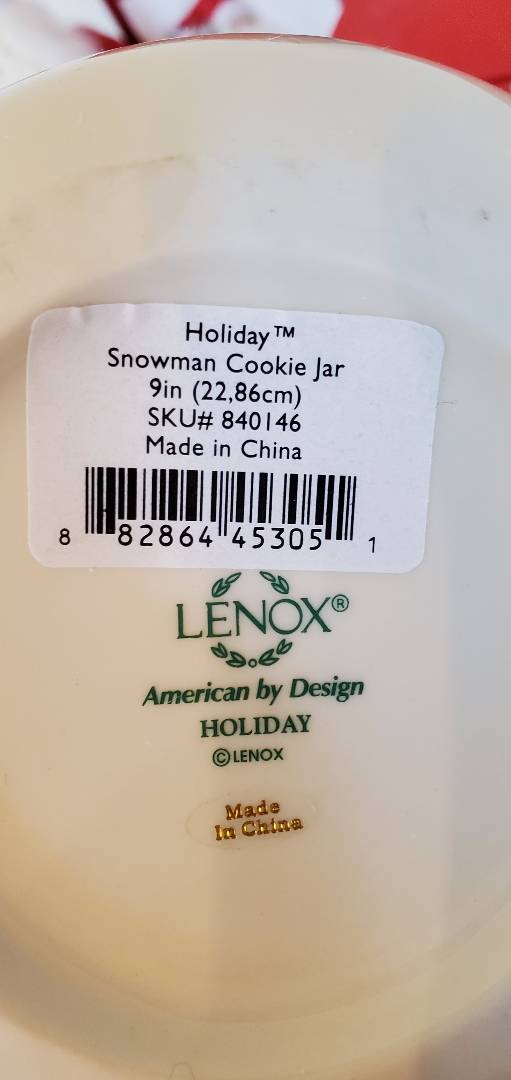 Holiday™
Snowman Cookie Jar
9in (22,86cm)
SKU# 840146
Made in China
8 82864 45305 1
LENOX®
American by Design
HOLIDAY
©LENOX
Made
In China